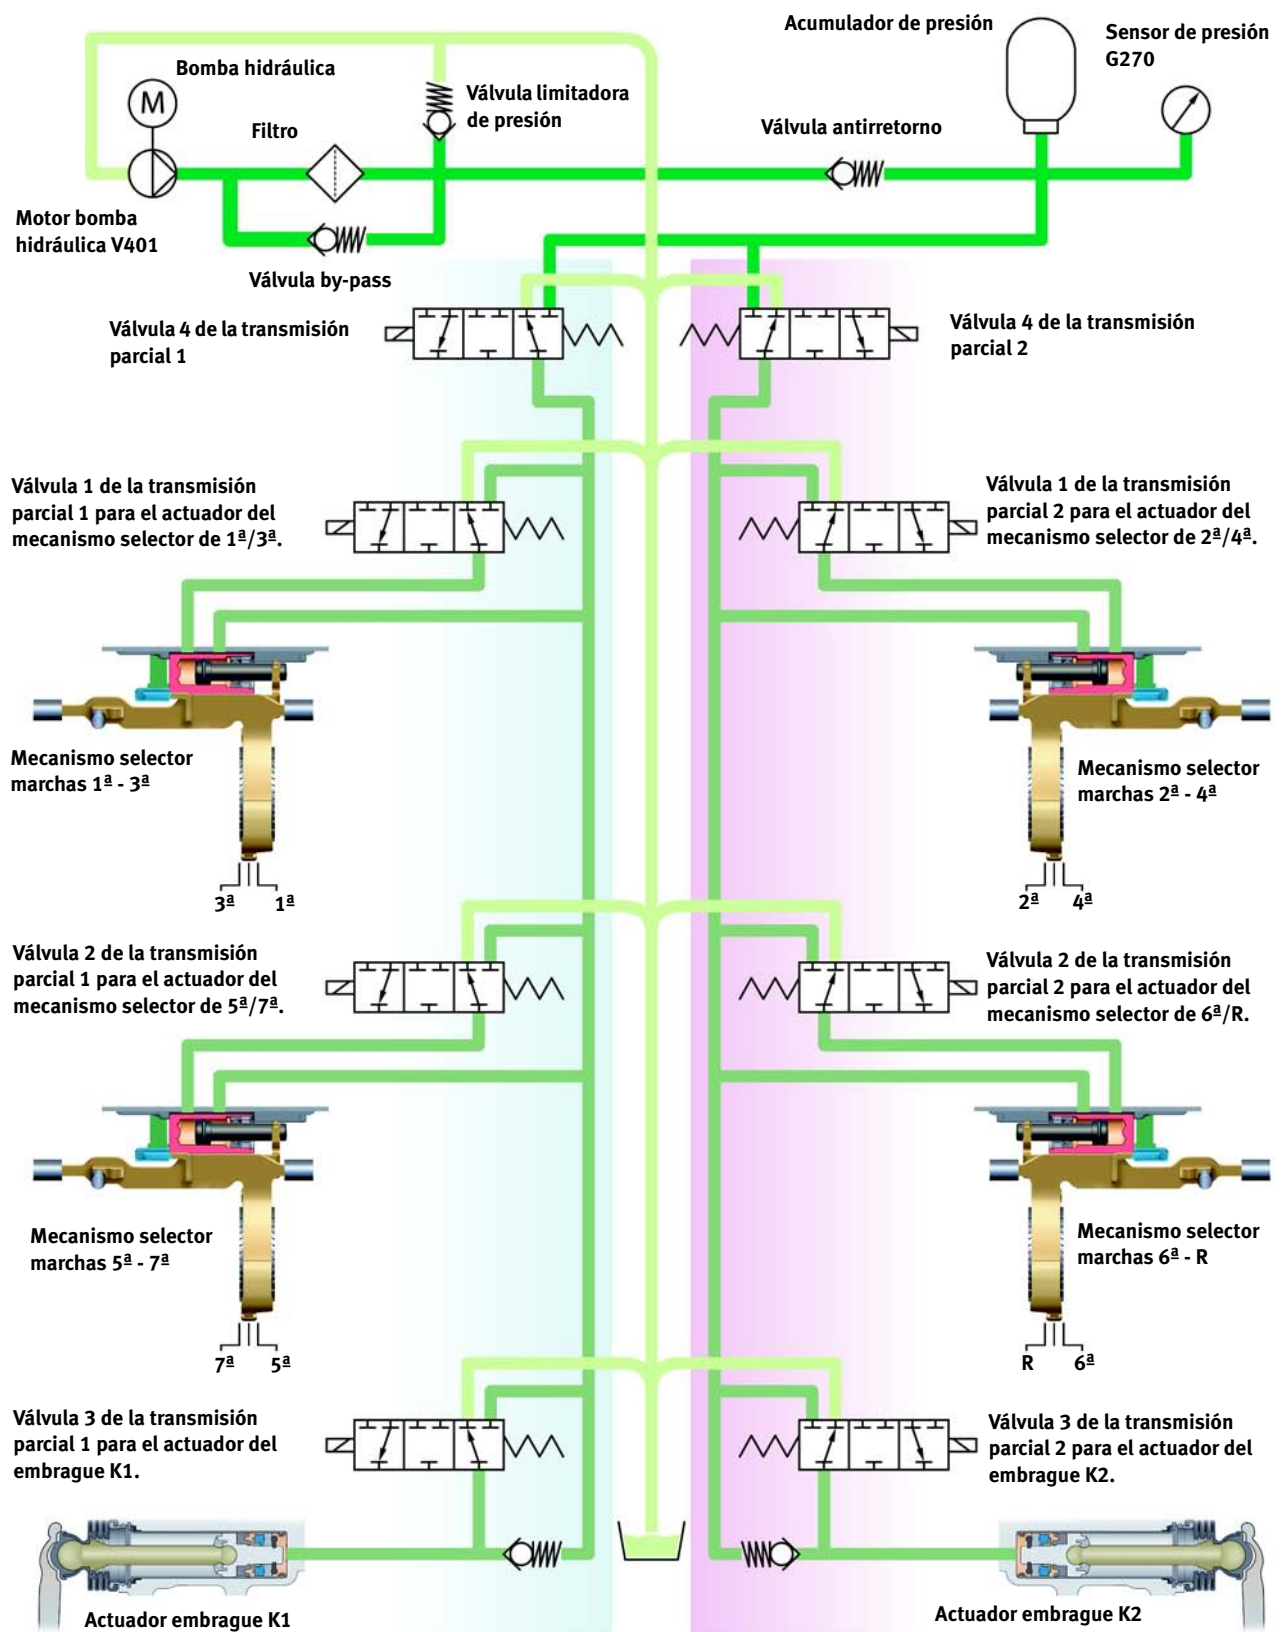 Acumulador de presión
Sensor de presión
G270
Bomba hidráulica
M
Válvula limitadora
de presión
Filtro
Válvula antirretorno
Motor bomba
hidráulica V401
Válvula by-pass
Válvula 4 de la transmisión
parcial 1
Válvula 4 de la transmisión
parcial 2
Válvula 1 de la transmisión
parcial 1 para el actuador del
mecanismo selector de 1ª/3ª.
Válvula 1 de la transmisión
parcial 2 para el actuador del
mecanismo selector de 2ª/4ª.
Mecanismo selector
marchas 1ª - 3ª
Mecanismo selector
marchas 2ª - 4ª
3ª 1ª
2ª 4ª
Válvula 2 de la transmisión
parcial 1 para el actuador del
mecanismo selector de 5ª/7ª.
Válvula 2 de la transmisión
parcial 2 para el actuador del
mecanismo selector de 6ª/R.
Mecanismo selector
marchas 5ª - 7ª
Mecanismo selector
marchas 6ª - R
7ª 5ª
R 6ª
Válvula 3 de la transmisión
parcial 1 para el actuador del
embrague K1.
Válvula 3 de la transmisión
parcial 2 para el actuador del
embrague K2.
Actuador embrague K1
Actuador embrague K2